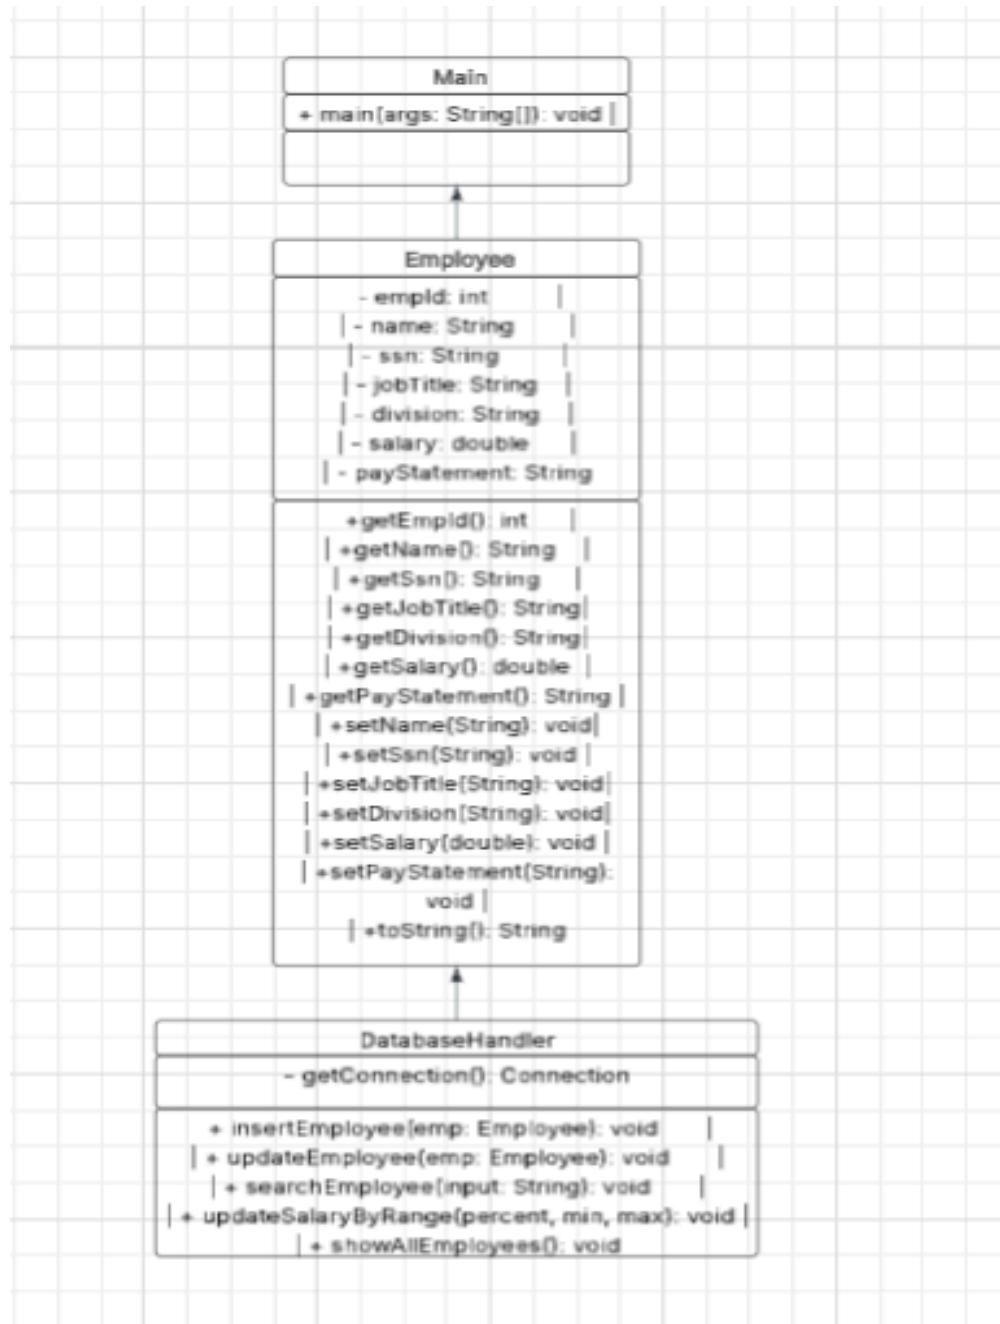 Main
+ main(args: String[]): void |
Employee
- empId: int |
| - name: String |
| - ssn: String |
| - jobTitle: String |
| - division: String |
| - salary: double |
| - payStatement: String
+getEmpId(): int |
| +getName(): String |
| +getSsn(): String |
| +getJobTitle(): String|
| +getDivision(): String|
| +getSalary(): double |
| +getPayStatement(): String |
| +setName(String): void|
| +setSsn(String): void |
| +setJobTitle(String): void|
| +setDivision(String): void|
| +setSalary(double): void |
| +setPayStatement(String):
void |
| +toString(): String
DatabaseHandler
- getConnection(): Connection
+ insertEmployee(emp: Employee): void |
| + updateEmployee(emp: Employee): void |
| + searchEmployee(input: String): void |
| + updateSalaryByRange(percent, min, max): void |
| + showAllEmployees(): void